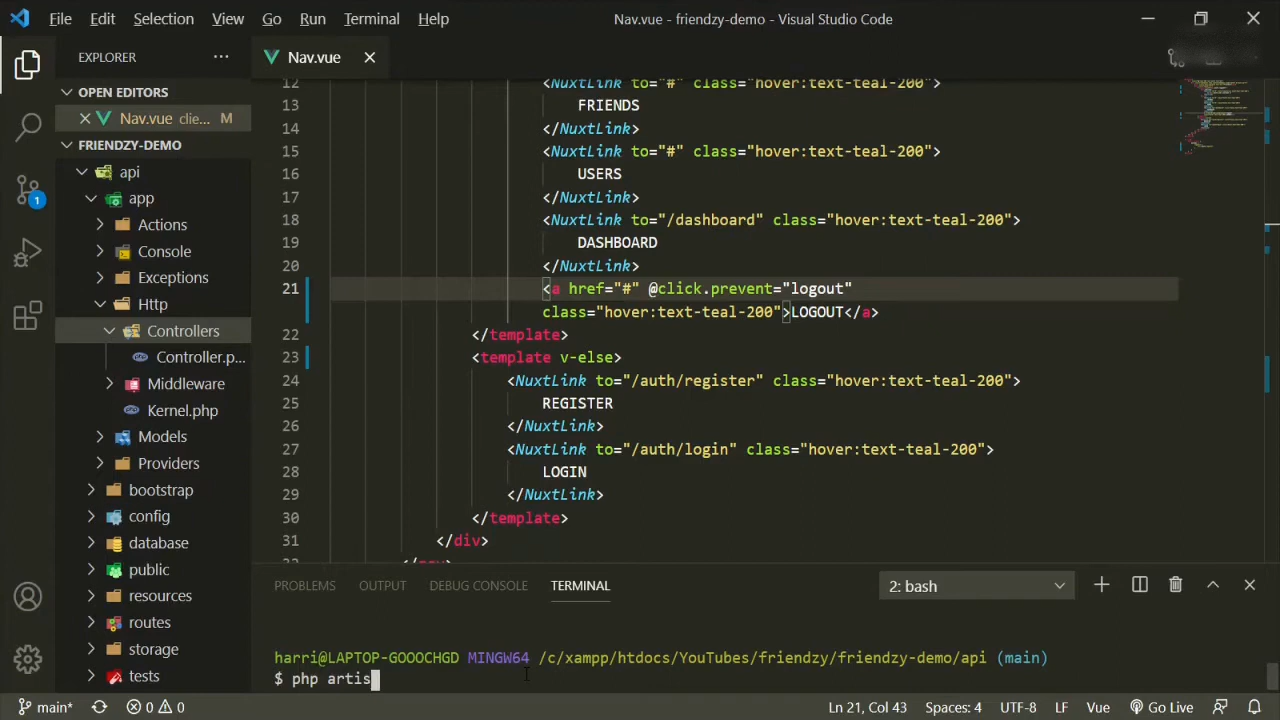 File Edit Selection View Go Run Terminal Help Nav.vue - friendzy-demo - Visual Studio Code
EXPLORER ...
Nav.vue
OPEN EDITORS
Nav.vue clie... M
FRIENDZY-DEMO
api
app
Actions
Console
Exceptions
Http
Controllers
Controller.p...
Middleware
Kernel.php
Models
Providers
bootstrap
config
database
public
resources
routes
storage
tests
1
12 <NuxtLink to="#" class="hover:text-teal-200">
13 FRIENDS
14 </NuxtLink>
15 <NuxtLink to="#" class="hover:text-teal-200">
16 USERS
17 </NuxtLink>
18 <NuxtLink to="/dashboard" class="hover:text-teal-200">
19 DASHBOARD
20 </NuxtLink>
21 <a href="#" @click.prevent="logout"
class="hover:text-teal-200">LOGOUT</a>
22 </template>
23 <template v-else>
24 <NuxtLink to="/auth/register" class="hover:text-teal-200">
25 REGISTER
26 </NuxtLink>
27 <NuxtLink to="/auth/login" class="hover:text-teal-200">
28 LOGIN
29 </NuxtLink>
30 </template>
31 </div>
PROBLEMS OUTPUT DEBUG CONSOLE TERMINAL 2: bash
harri@LAPTOP-GOOOCHGD MINGW64 /c/xampp/htdocs/YouTubes/friendzy/friendzy-demo/api (main)
$ php artis
main* 0 0 Ln 21, Col 43 Spaces: 4 UTF-8 LF Vue Go Live